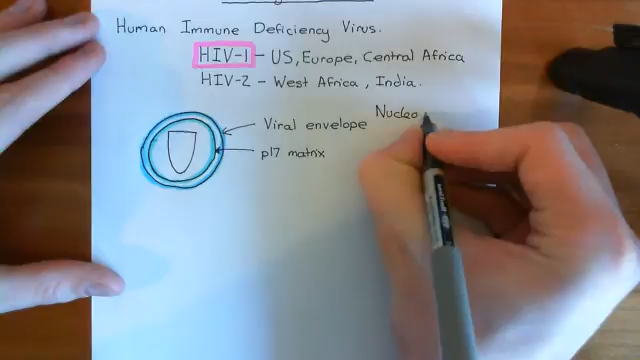 Human Immune Deficiency Virus.
HIV-1 - US, Europe, Central Africa
HIV-2 - West Africa, India.
Nucleo
Viral envelope
p17 matrix